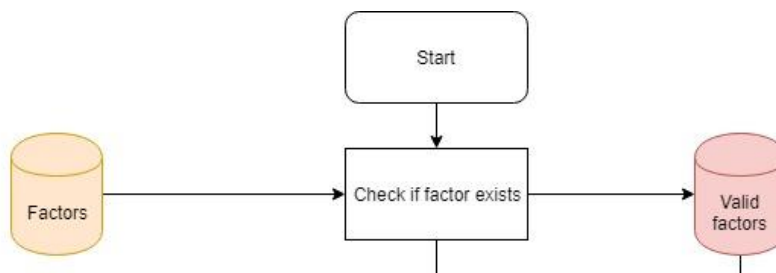 Start
Factors
Check if factor exists
Valid
factors